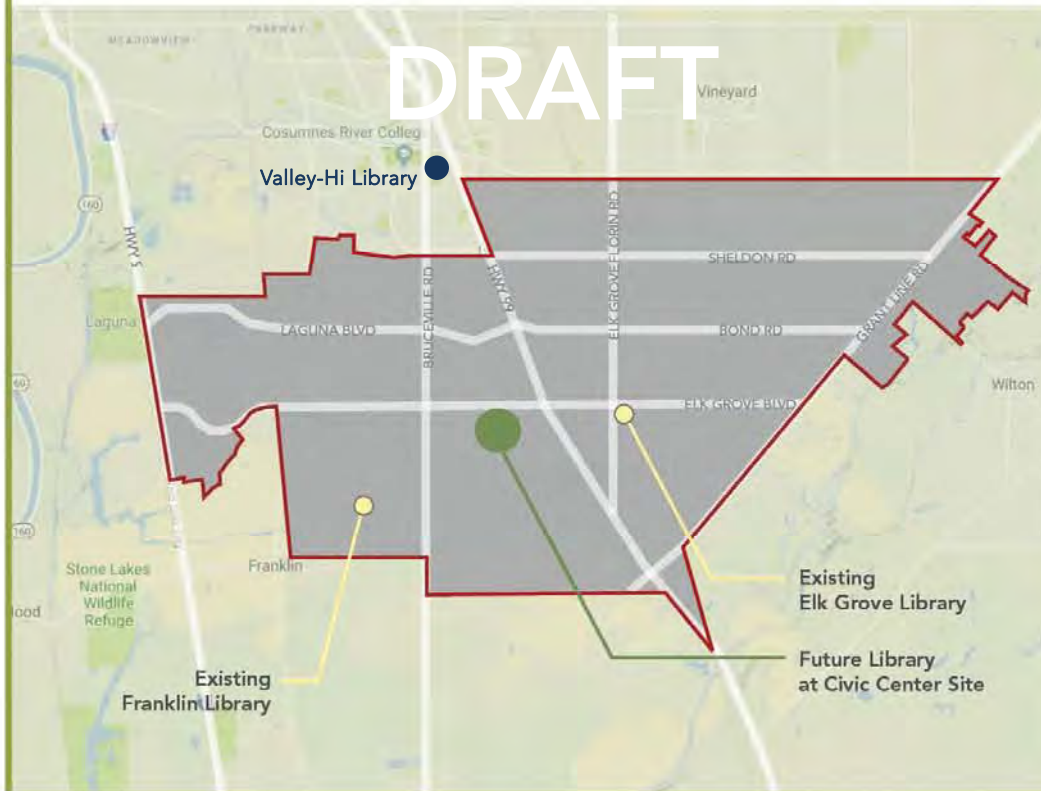 MEADOWVIEW
PARKWAY
DRAFT
Vineyard
Cosumnes River Colleg
Valley-Hi Library
160
HWY 5
ELK GROVE FLORIN RD
SHELDON RD
HWY 99
BRUCEVILLE RD
GRANT LINE RD
Laguna
LAGUNA BLVD
BOND RD
60
Wilton
ELK GROVE BLVD
160
Franklin
Stone Lakes
National
Wildlife
Refuge
lood
Existing
Elk Grove Library
Future Library
at Civic Center Site
Existing
Franklin Library